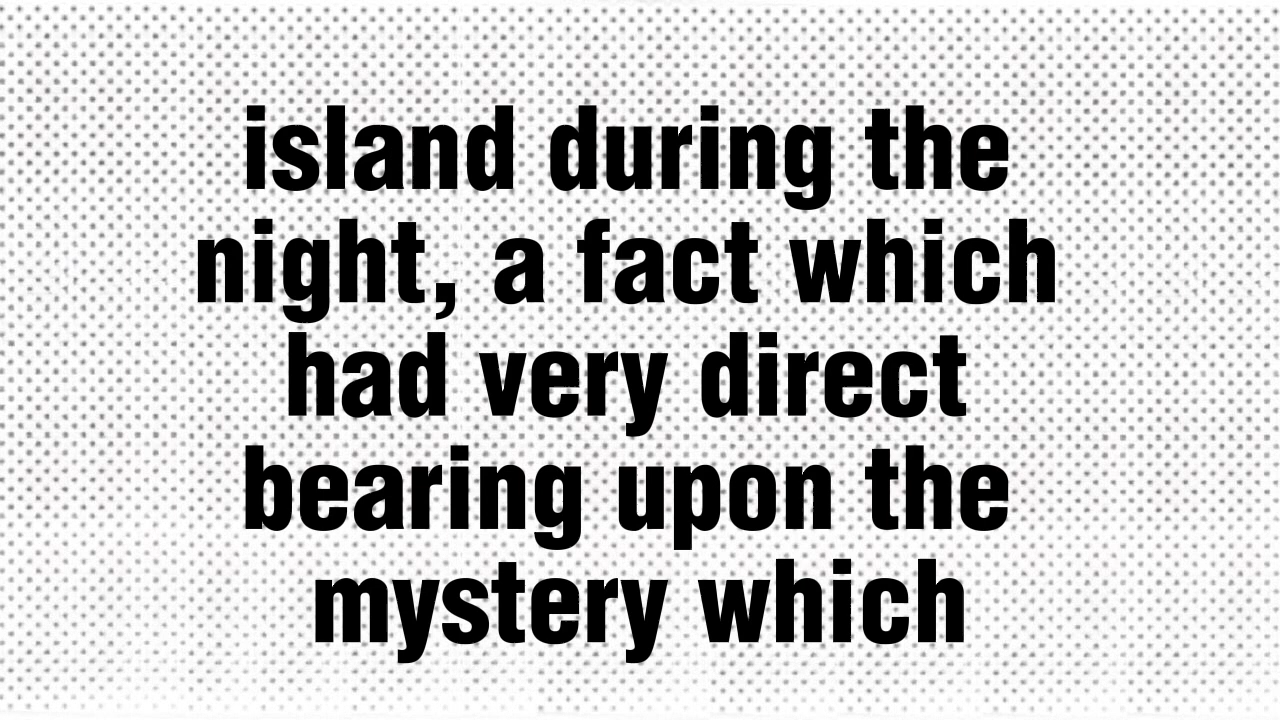 island during the
night, a fact which
had very direct
bearing upon the
mystery which